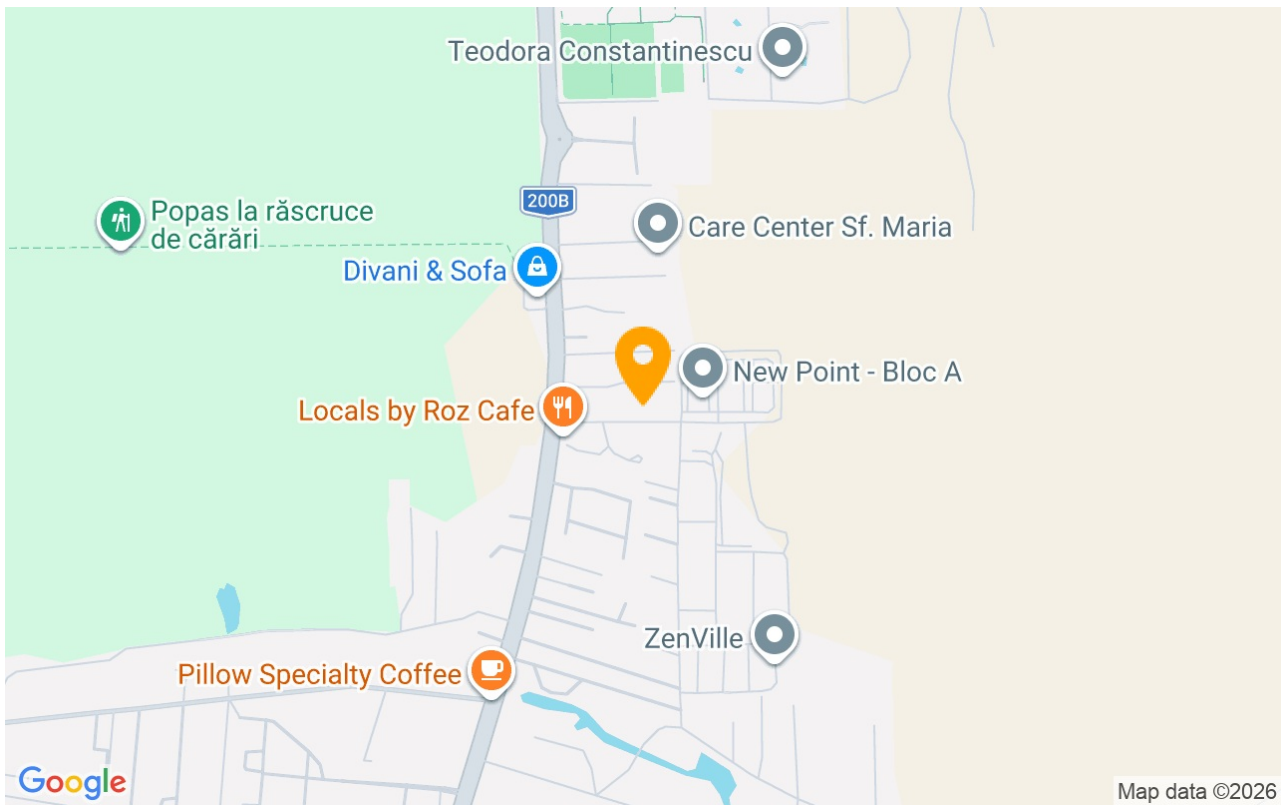 Teodora Constantinescu
200B
Popas la răscruce
de cărări
Care Center Sf. Maria
Divani & Sofa
New Point - Bloc A
Locals by Roz Cafe
ZenVille
Pillow Specialty Coffee
Google
Map data ©2026